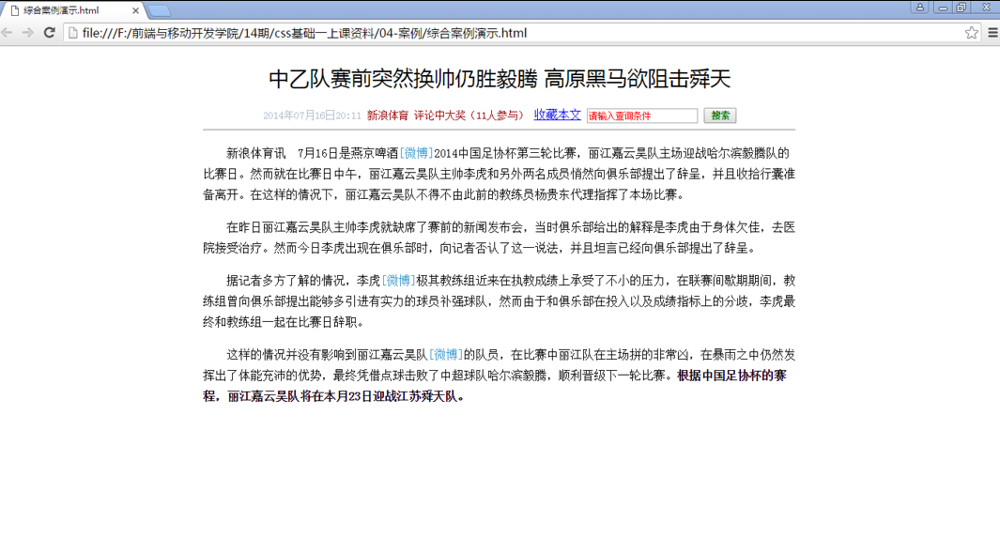 综合案例演示.html
file:///F:/前端与移动开发学院/14期/css基础一上课资料/04-案例/综合案例演示.html
中乙队赛前突然换帅仍胜毅腾 高原黑马欲阻击舜天
2014年07月16日20:11 新浪体育 评论中大奖（11人参与） 收藏本文 请输入查询条件 搜索
新浪体育讯　7月16日是燕京啤酒[微博]2014中国足协杯第三轮比赛，丽江嘉云昊队主场迎战哈尔滨毅腾队的
比赛日。然而就在比赛日中午，丽江嘉云昊队主帅李虎和另外两名成员悄然向俱乐部提出了辞呈，并且收拾行囊准
备离开。在这样的情况下，丽江嘉云昊队不得不由此前的教练员杨贵东代理指挥了本场比赛。
在昨日丽江嘉云昊队主帅李虎就缺席了赛前的新闻发布会，当时俱乐部给出的解释是李虎由于身体欠佳，去医
院接受治疗。然而今日李虎出现在俱乐部时，向记者否认了这一说法，并且坦言已经向俱乐部提出了辞呈。
据记者多方了解的情况，李虎[微博]极其教练组近来在执教成绩上承受了不小的压力，在联赛间歇期期间，教
练组曾向俱乐部提出能够多引进有实力的球员补强球队，然而由于和俱乐部在投入以及成绩指标上的分歧，李虎最
终和教练组一起在比赛日辞职。
这样的情况并没有影响到丽江嘉云昊队[微博]的队员，在比赛中丽江队在主场拼的非常凶，在暴雨之中仍然发
挥出了体能充沛的优势，最终凭借点球击败了中超球队哈尔滨毅腾，顺利晋级下一轮比赛。根据中国足协杯的赛
程，丽江嘉云昊队将在本月23日迎战江苏舜天队。